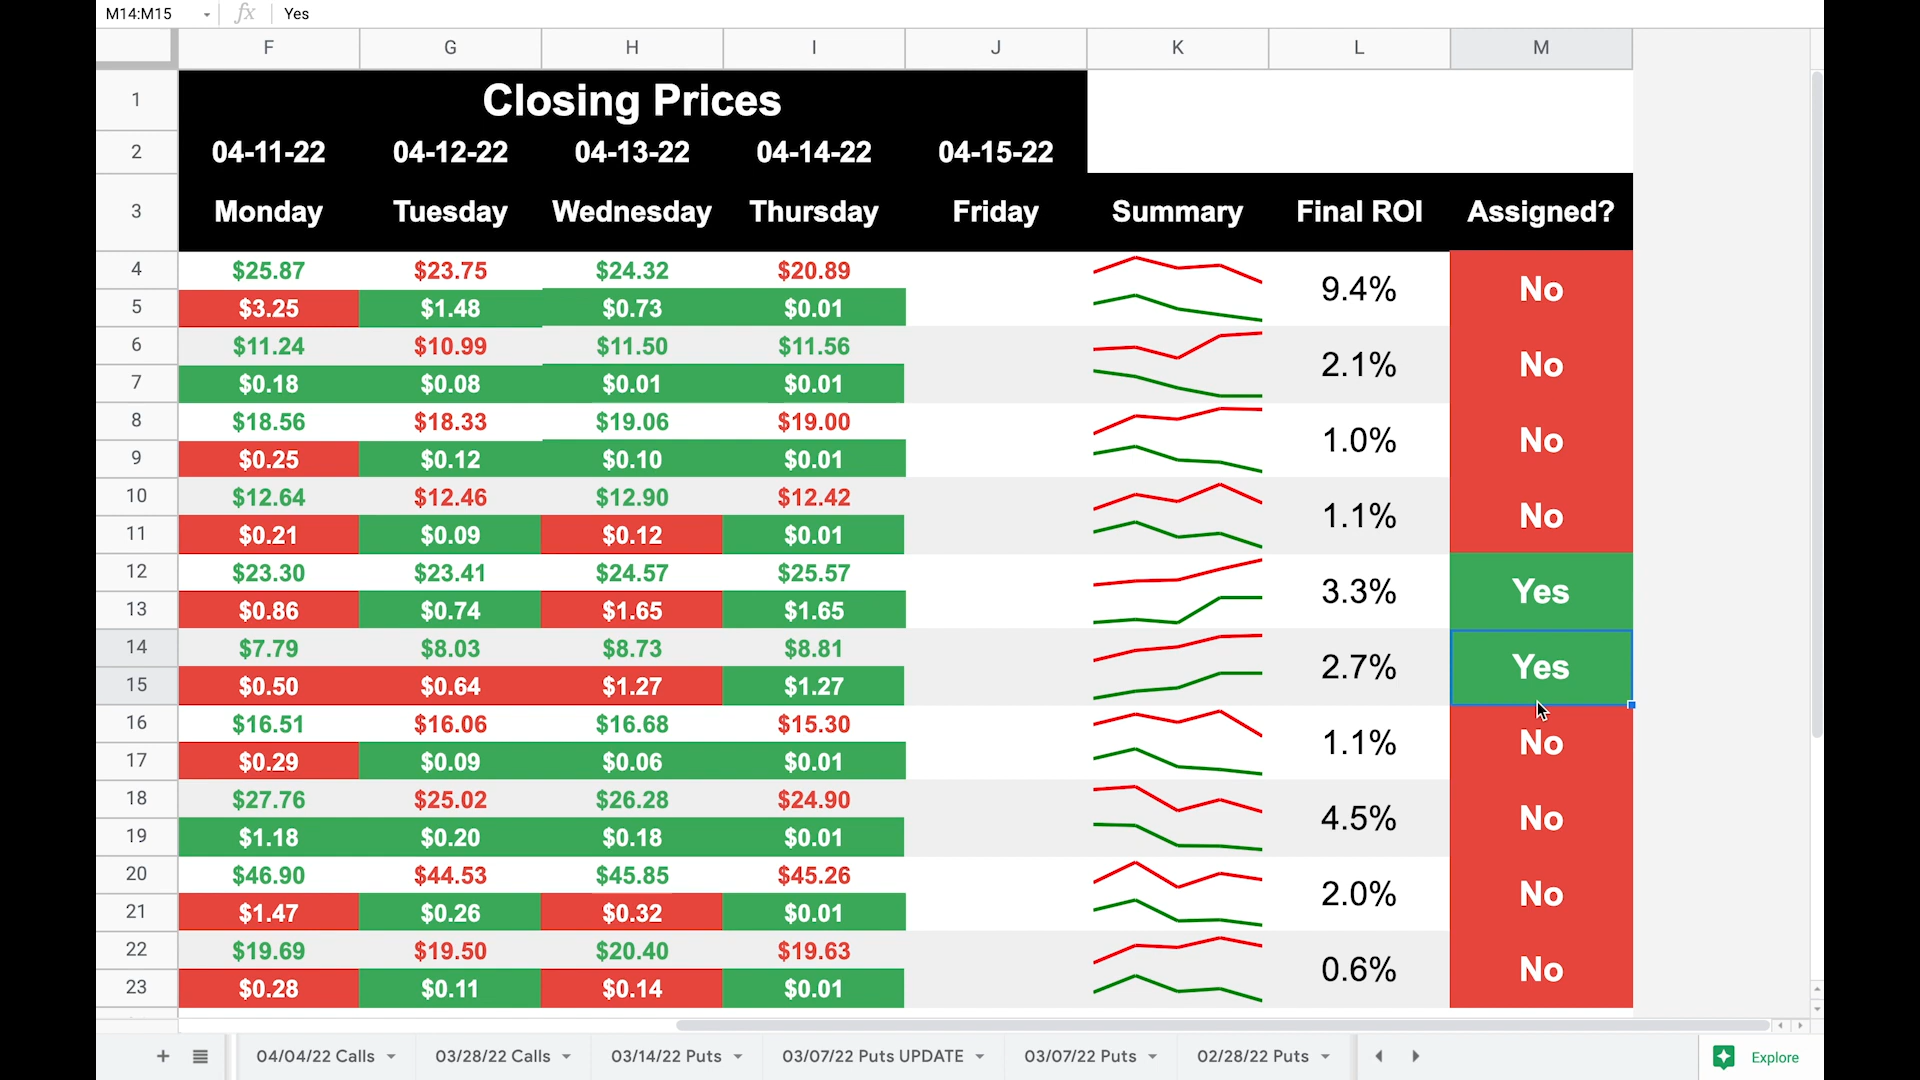 M14:M15 fx Yes
F G H I J K L M
1 Closing Prices
2 04-11-22 04-12-22 04-13-22 04-14-22 04-15-22
3 Monday Tuesday Wednesday Thursday Friday Summary Final ROI Assigned?
4 $25.87 $23.75 $24.32 $20.89
9.4% No
5 $3.25 $1.48 $0.73 $0.01
6 $11.24 $10.99 $11.50 $11.56
2.1% No
7 $0.18 $0.08 $0.01 $0.01
8 $18.56 $18.33 $19.06 $19.00
1.0% No
9 $0.25 $0.12 $0.10 $0.01
10 $12.64 $12.46 $12.90 $12.42
1.1% No
11 $0.21 $0.09 $0.12 $0.01
12 $23.30 $23.41 $24.57 $25.57
3.3% Yes
13 $0.86 $0.74 $1.65 $1.65
14 $7.79 $8.03 $8.73 $8.81
2.7% Yes
15 $0.50 $0.64 $1.27 $1.27
16 $16.51 $16.06 $16.68 $15.30
1.1% No
17 $0.29 $0.09 $0.06 $0.01
18 $27.76 $25.02 $26.28 $24.90
4.5% No
19 $1.18 $0.20 $0.18 $0.01
20 $46.90 $44.53 $45.85 $45.26
2.0% No
21 $1.47 $0.26 $0.32 $0.01
22 $19.69 $19.50 $20.40 $19.63
0.6% No
23 $0.28 $0.11 $0.14 $0.01
+ 04/04/22 Calls 03/28/22 Calls 03/14/22 Puts 03/07/22 Puts UPDATE 03/07/22 Puts 02/28/22 Puts Explore